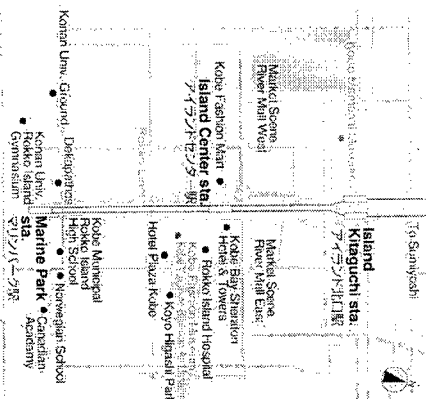 To Sumiyoshi
Island
Kitaguchi sta.
アイランド北口駅
Market Scene
River Mall West
Market Scene
River Mall East
Kobe Fashion Mart
Island Center sta.
アイランドセンター駅
Kobe Bay Sheraton
Hotel & Towers
Rokko Island Hospital
Koyo Higashi Park
Hotel Plaza Kobe
Konan Univ. Ground
Dekapathos
Kobe Municipal
Rokko Island
High School
Norwegian School
Konan Univ.
Rokko Island
Gymnasium
Marine Park
sta
マリンパーク駅
Canadian
Academy